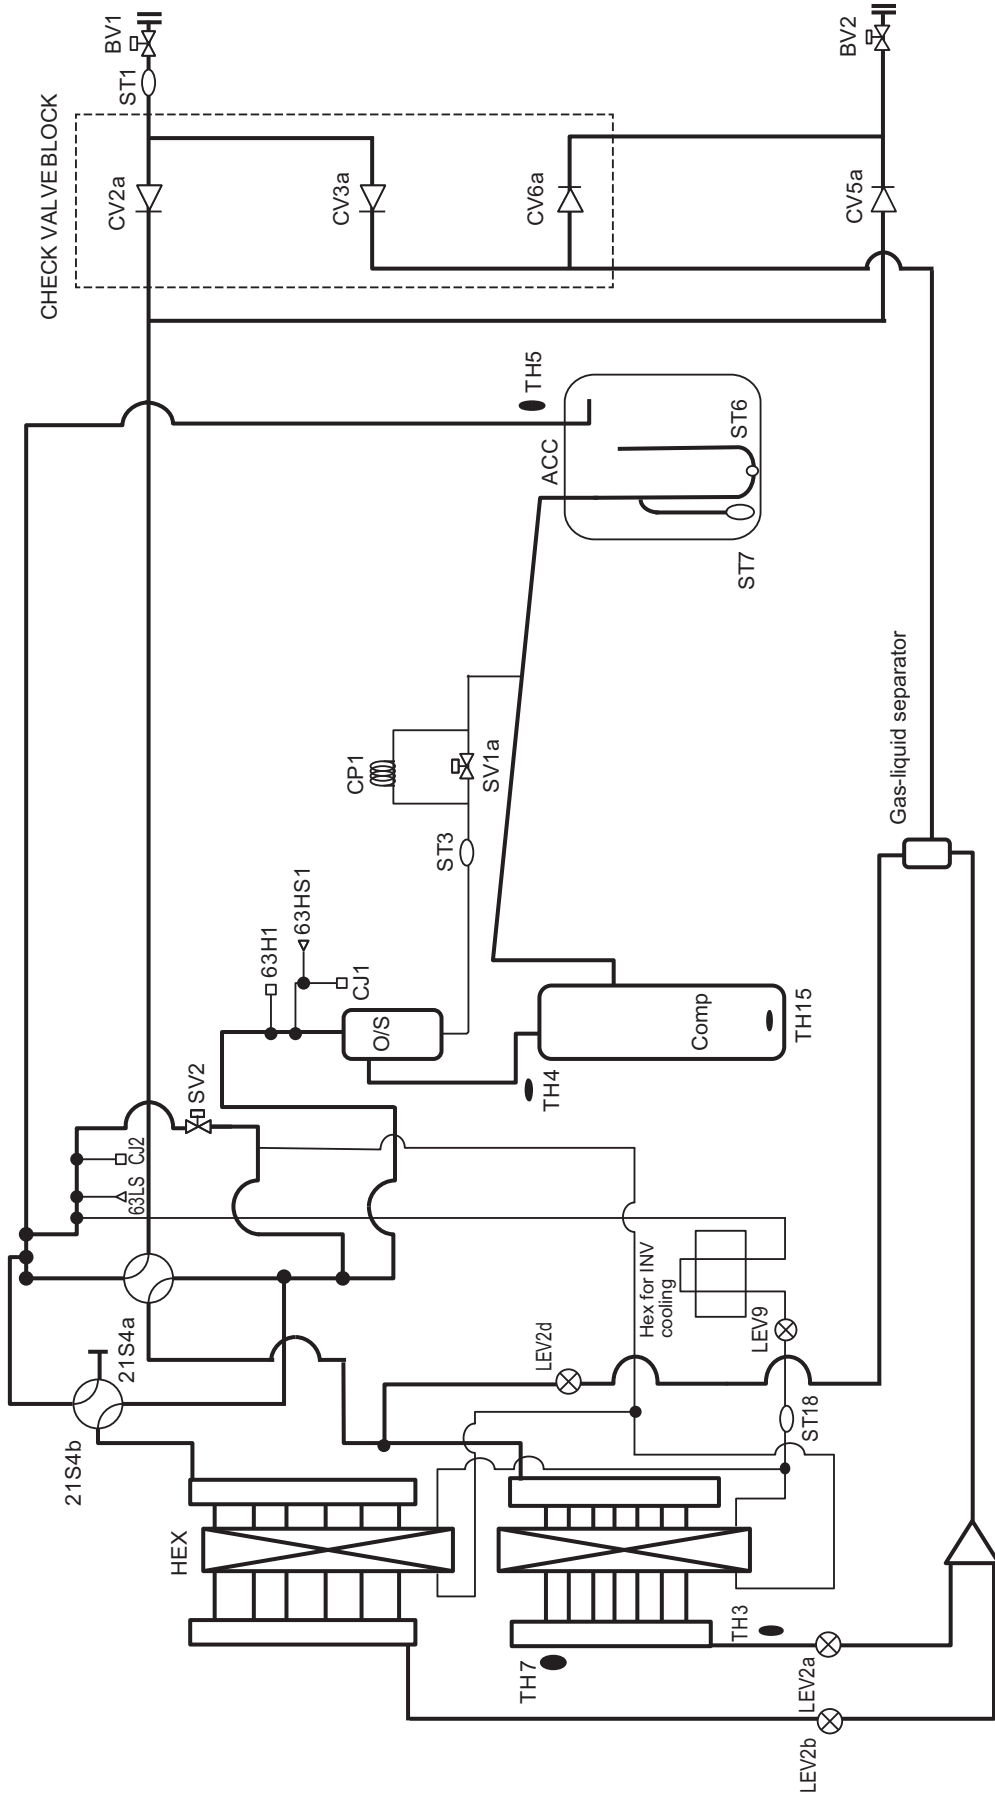 BV1
ST1
CHECK VALVE BLOCK
CV2a
CV3a
CV6a
CV5a
BV2
TH5
ACC
ST6
ST7
CP1
SV1a
ST3
Gas-liquid separator
63H1
63HS1
CJ1
O/S
Comp
TH15
TH4
SV2
CJ2
63LS
21S4a
21S4b
Hex for INV
cooling
LEV9
LEV2d
ST18
HEX
TH7
TH3
LEV2a
LEV2b